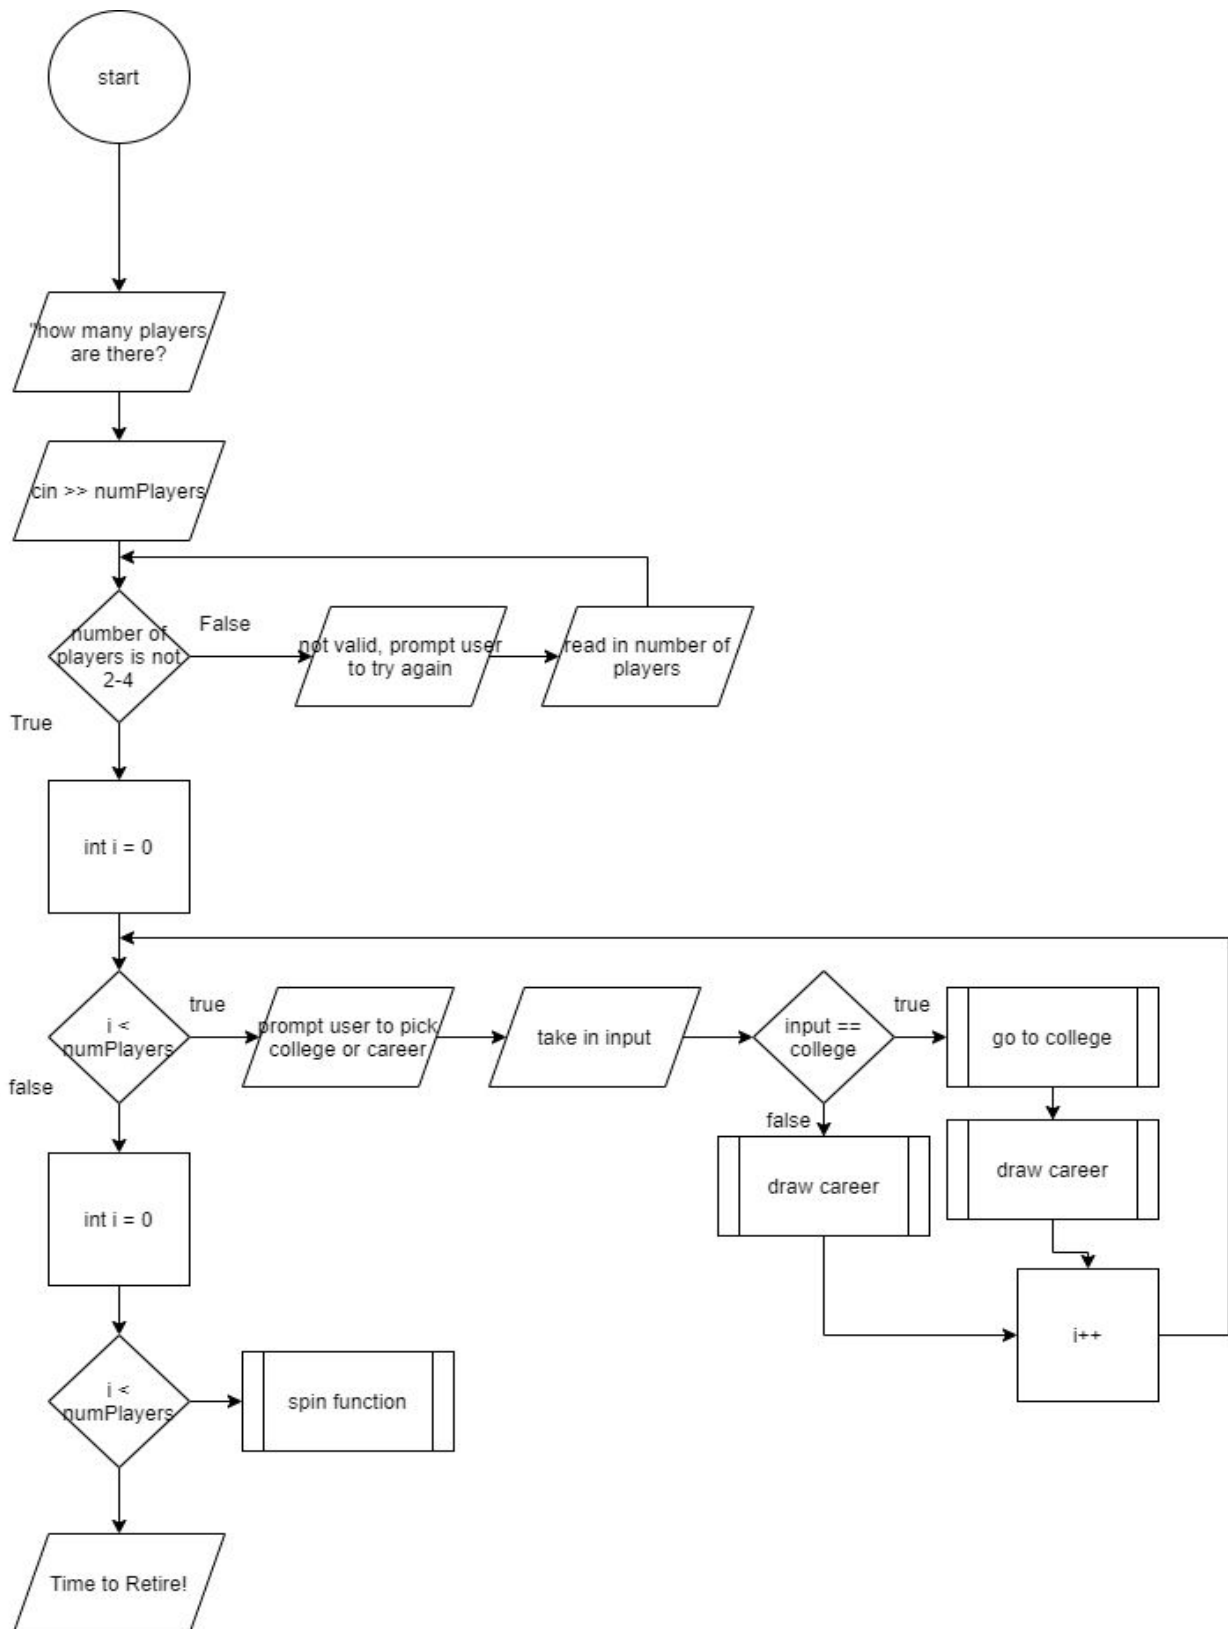 start
"how many players
are there?
cin >> numPlayers
number of
players is not
2-4
False
not valid, prompt user
to try again
read in number of
players
True
int i = 0
i <
numPlayers
true
prompt user to pick
college or career
take in input
input ==
college
true
go to college
false
false
draw career
draw career
int i = 0
i++
i <
numPlayers
spin function
Time to Retire!